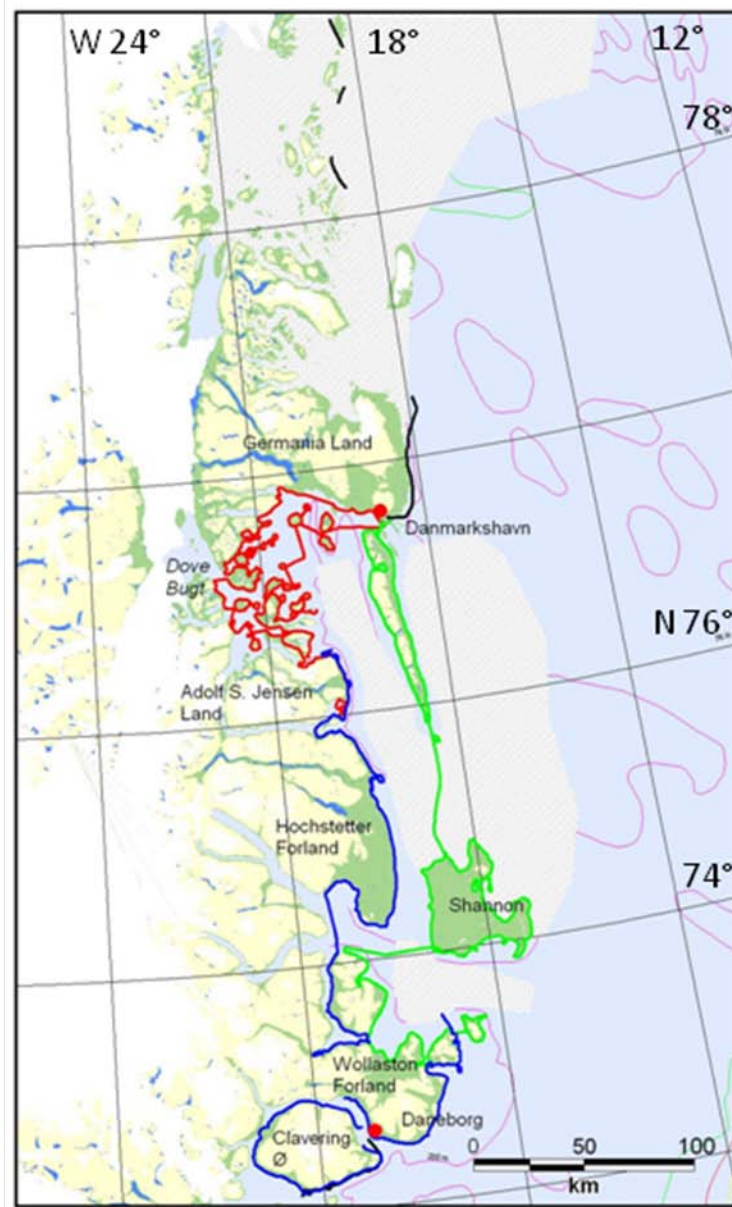 W 24°
18°
12°
78°
Germania Land
Danmarkshavn
Dove
Bugt
N 76°
Adolf S. Jensen
Land
Hochstetter
Forland
74°
Shannon
Wollaston
Forland
Daneborg
Clavering
Ø
0 50 100
km